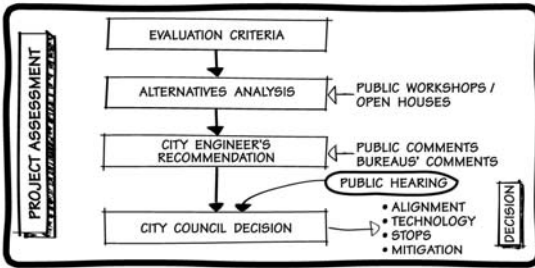 PROJECT ASSESSMENT
EVALUATION CRITERIA
ALTERNATIVES ANALYSIS
PUBLIC WORKSHOPS /
OPEN HOUSES
CITY ENGINEER'S
RECOMMENDATION
PUBLIC COMMENTS
BUREAUS' COMMENTS
PUBLIC HEARING
CITY COUNCIL DECISION
• ALIGNMENT
• TECHNOLOGY
• STOPS
• MITIGATION
DECISION